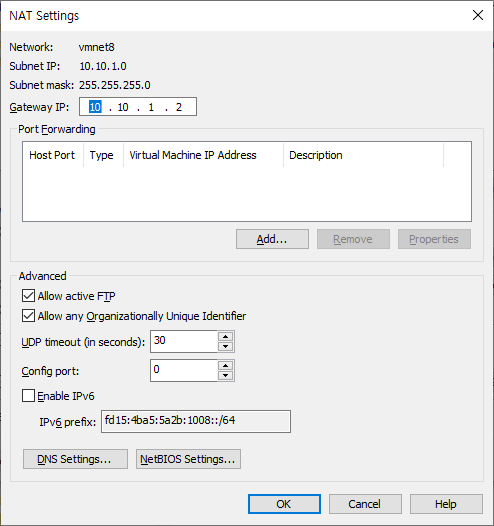 NAT Settings
Network: vmnet8
Subnet IP: 10.10.1.0
Subnet mask: 255.255.255.0
Gateway IP: 10 . 10 . 1 . 2
Port Forwarding
Host Port Type Virtual Machine IP Address Description
Add... Remove Properties
Advanced
Allow active FTP
Allow any Organizationally Unique Identifier
UDP timeout (in seconds): 30
Config port: 0
Enable IPv6
IPv6 prefix: fd15:4ba5:5a2b:1008::/64
DNS Settings... NetBIOS Settings...
OK Cancel Help